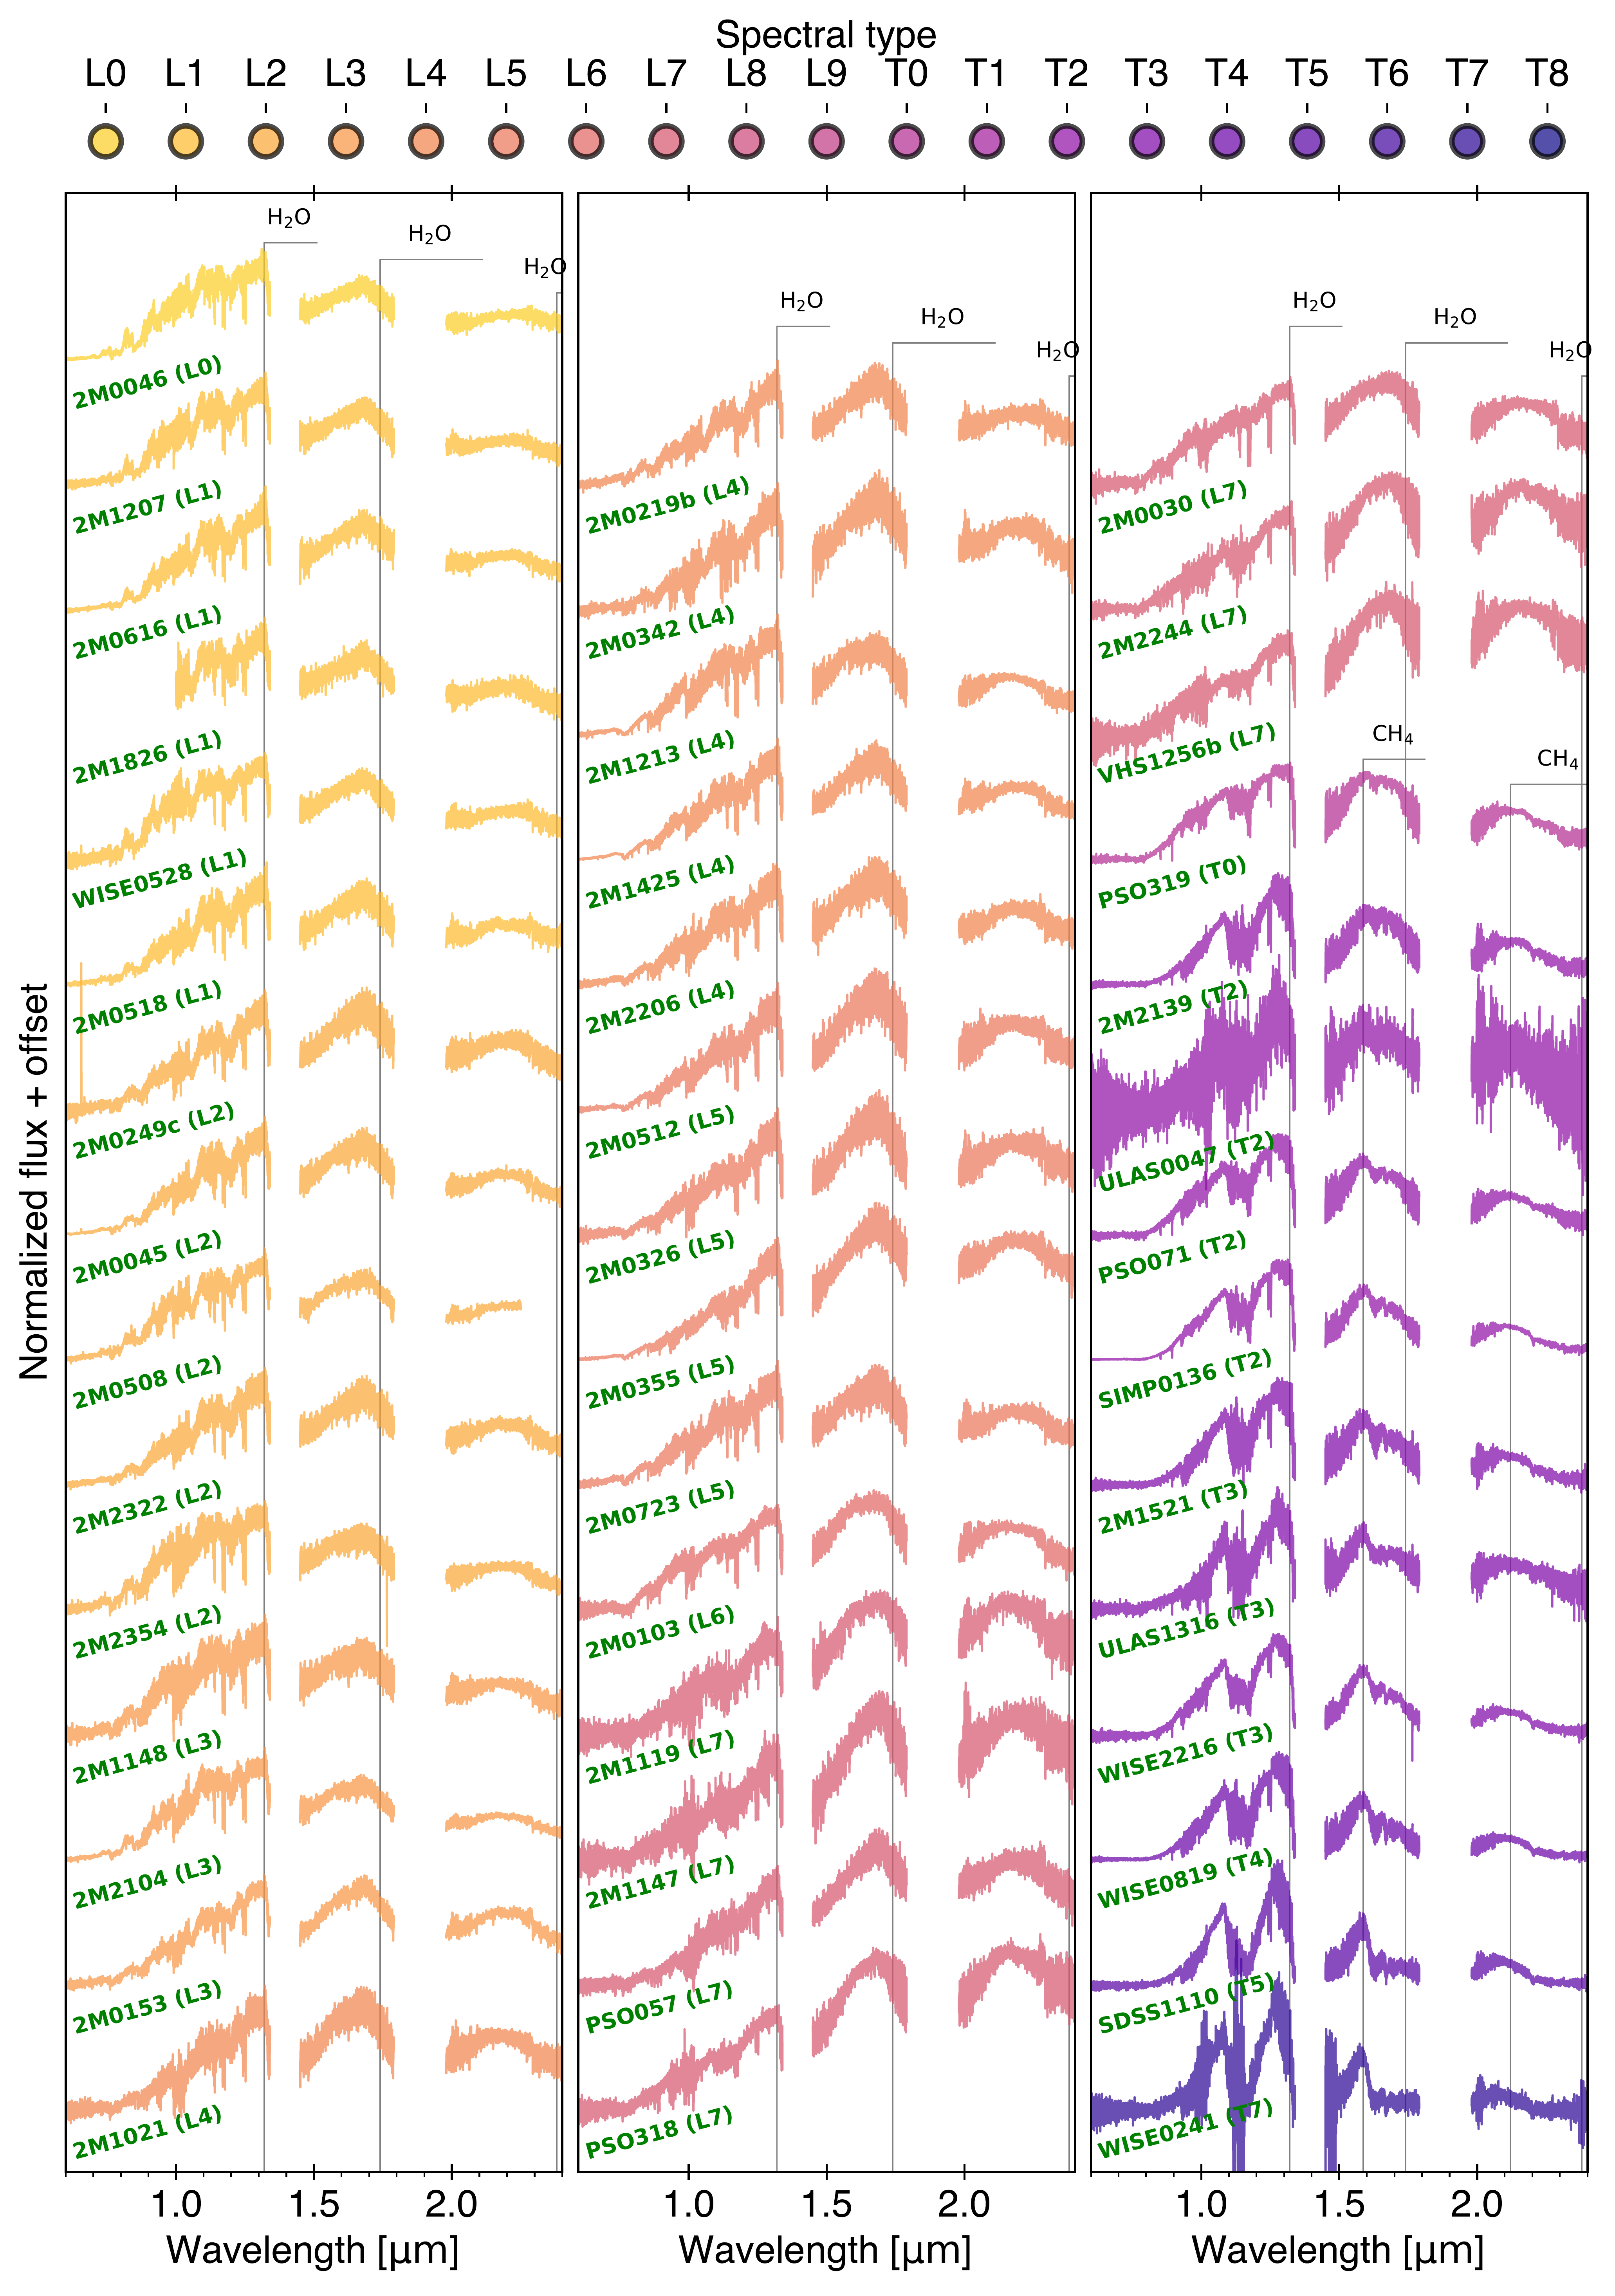 Spectral type
L0 L1 L2 L3 L4 L5 L6 L7 L8 L9 T0 T1 T2 T3 T4 T5 T6 T7 T8
Normalized flux + offset
H₂O
H₂O
H₂O
2M0046 (L0)
2M1207 (L1)
2M0616 (L1)
2M1826 (L1)
WISE0528 (L1)
2M0518 (L1)
2M0249c (L2)
2M0045 (L2)
2M0508 (L2)
2M2322 (L2)
2M2354 (L2)
2M1148 (L3)
2M2104 (L3)
2M0153 (L3)
2M1021 (L4)
1.0 1.5 2.0
Wavelength [μm]
H₂O
H₂O
H₂O
2M0219b (L4)
2M0342 (L4)
2M1213 (L4)
2M1425 (L4)
2M2206 (L4)
2M0512 (L5)
2M0326 (L5)
2M0355 (L5)
2M0723 (L5)
2M0103 (L6)
2M1119 (L7)
2M1147 (L7)
PSO057 (L7)
PSO318 (L7)
1.0 1.5 2.0
Wavelength [μm]
H₂O
H₂O
H₂O
2M0030 (L7)
2M2244 (L7)
VHS1256b (L7)
CH₄
CH₄
PSO319 (T0)
2M2139 (T2)
ULAS0047 (T2)
PSO071 (T2)
SIMP0136 (T2)
2M1521 (T3)
ULAS1316 (T3)
WISE2216 (T3)
WISE0819 (T4)
SDSS1110 (T5)
WISE0241 (T7)
1.0 1.5 2.0
Wavelength [μm]